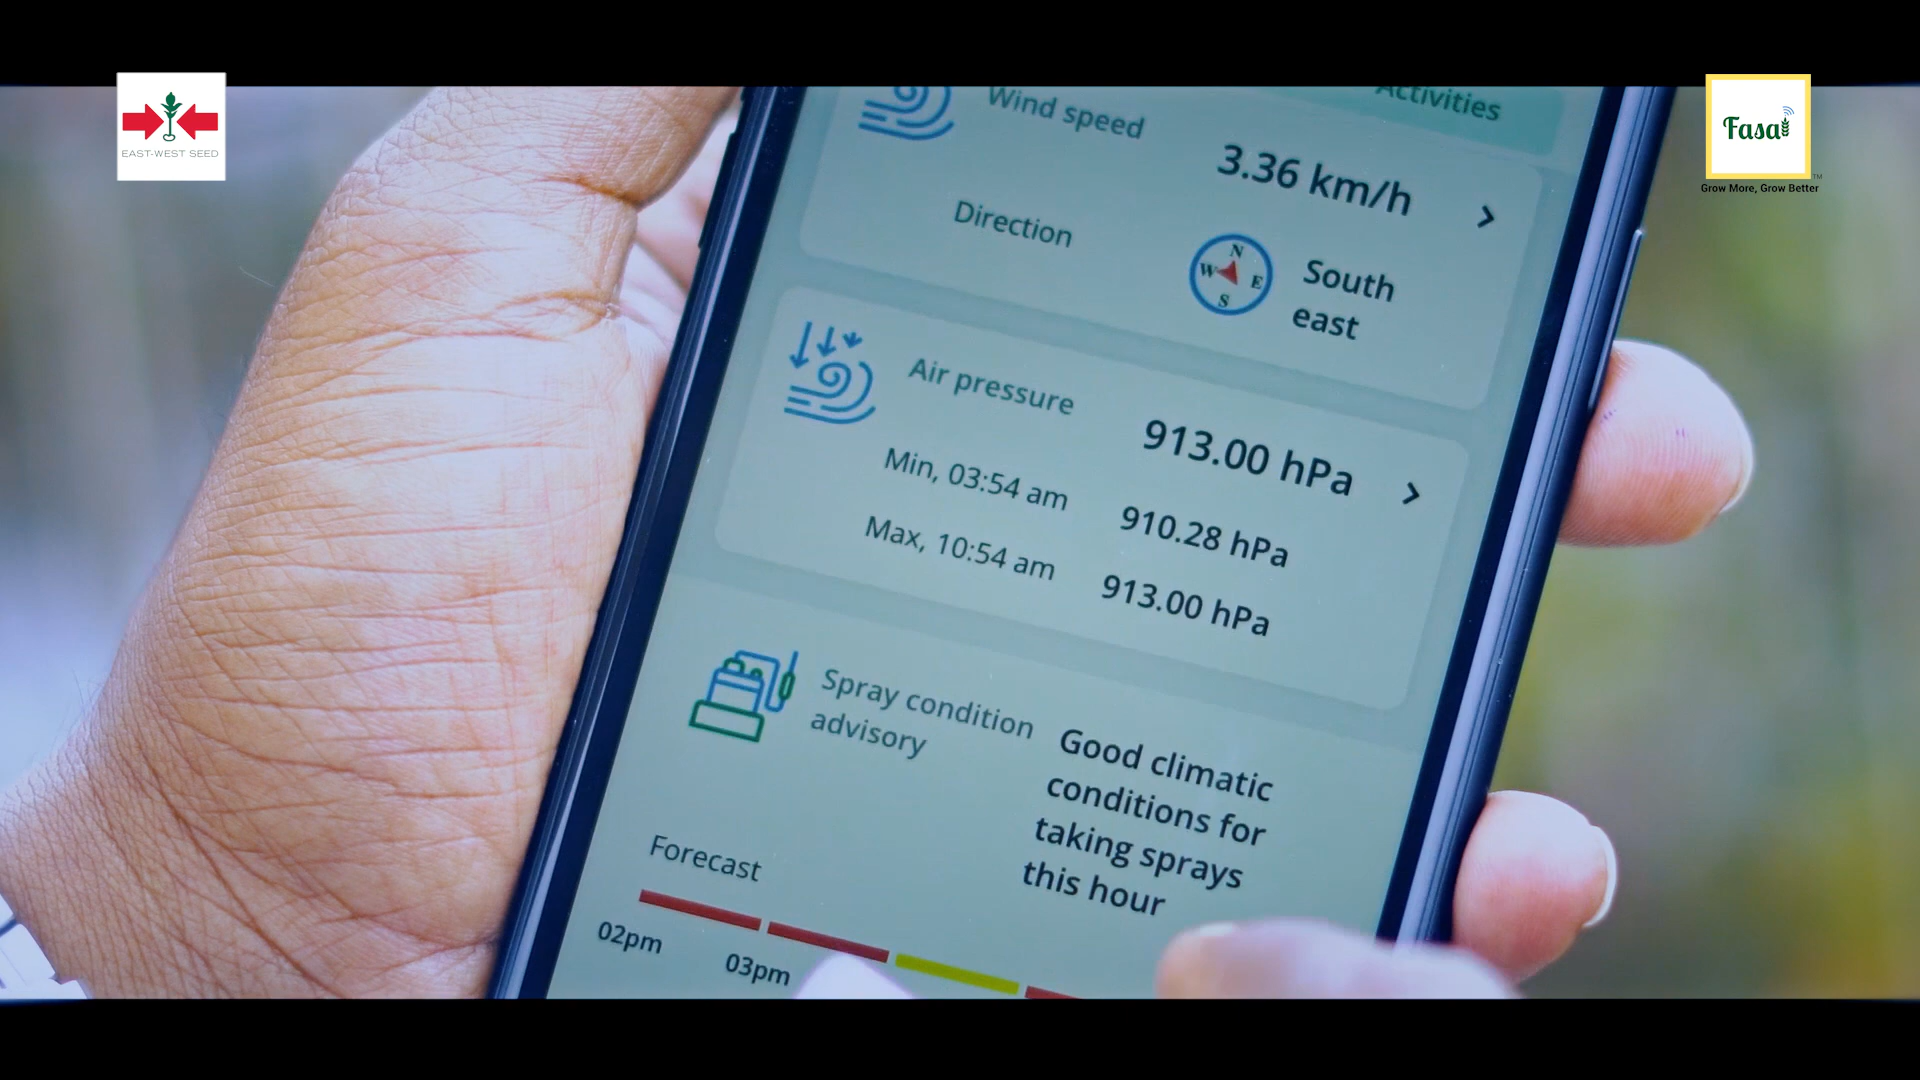 EAST-WEST SEED
Fasal
TM
Grow More, Grow Better
Activities
Wind speed
3.36 km/h
Direction
N
W
E
S
South
east
Air pressure
913.00 hPa
Min, 03:54 am
910.28 hPa
Max, 10:54 am
913.00 hPa
Spray condition
advisory
Good climatic
conditions for
taking sprays
this hour
Forecast
02pm
03pm